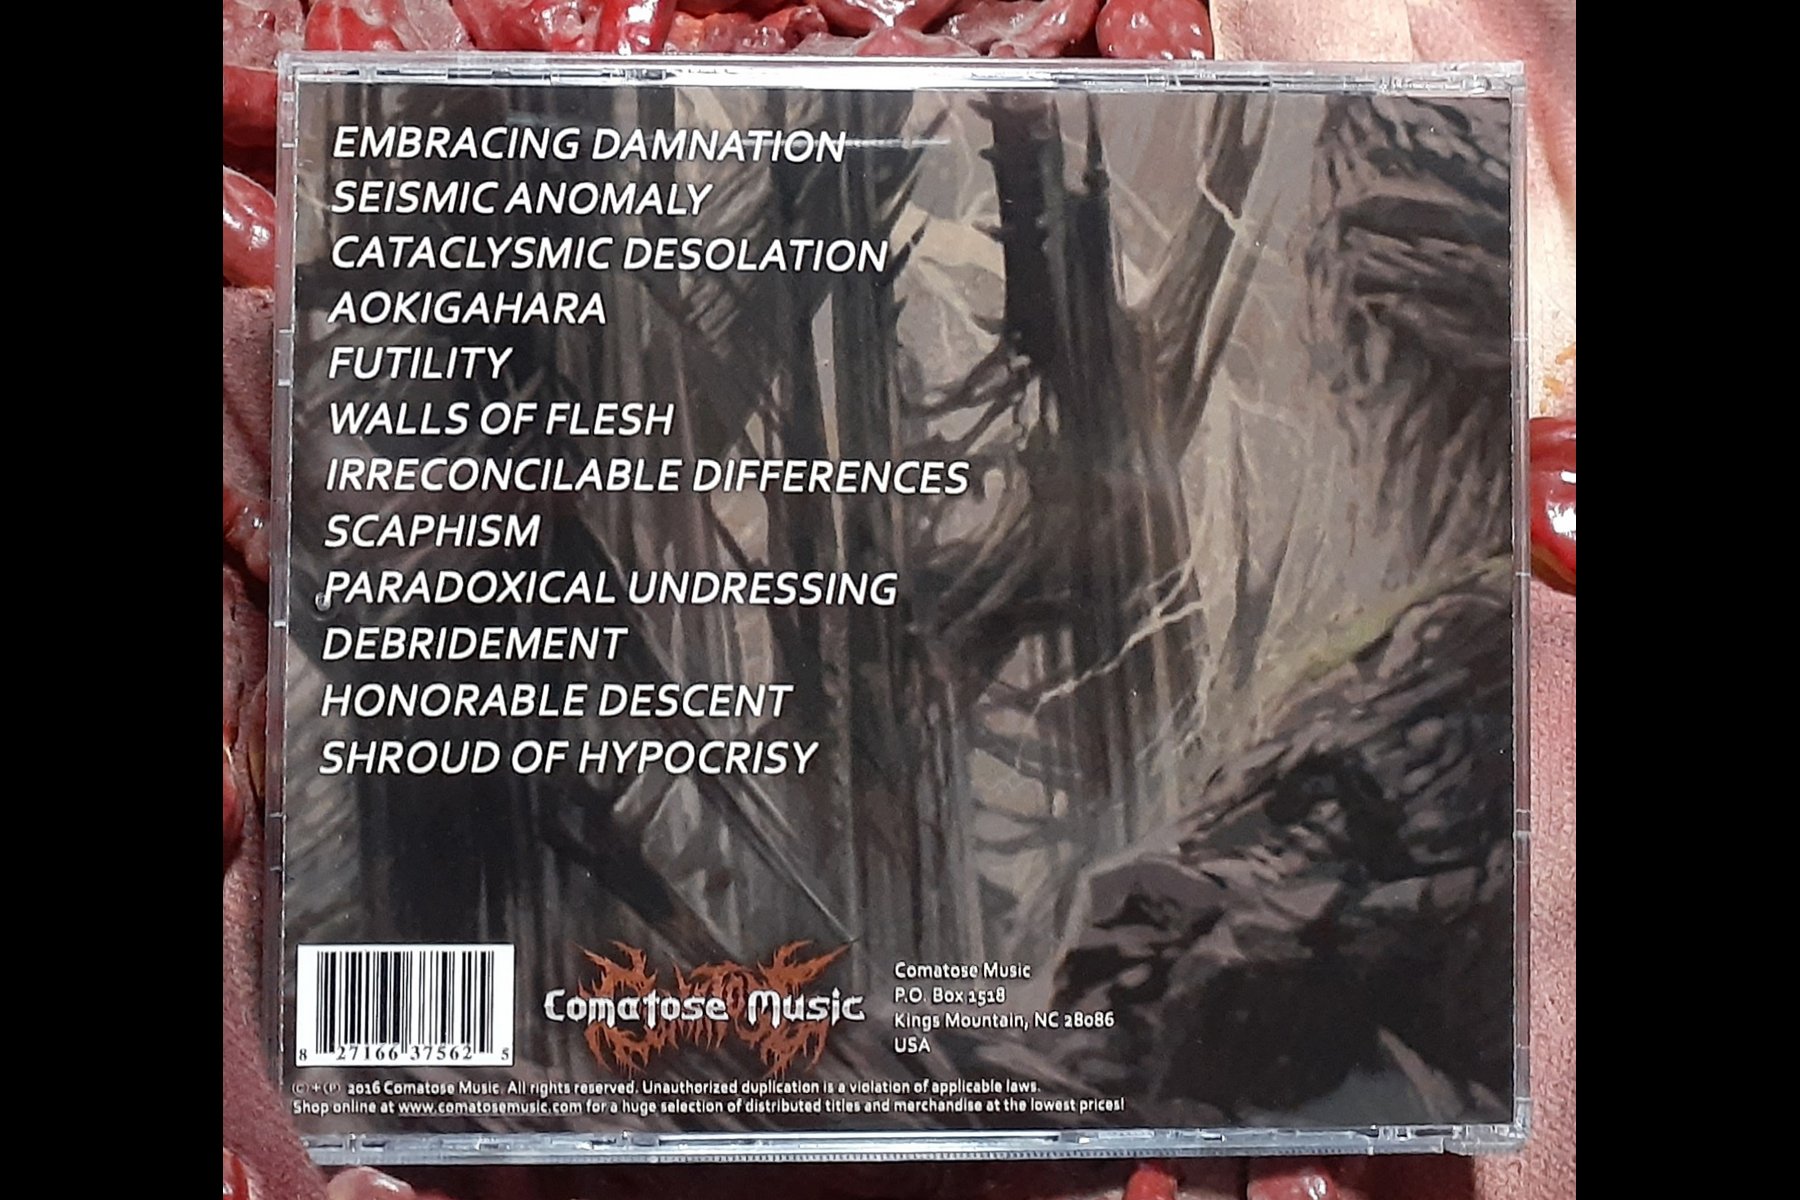 EMBRACING DAMNATION
SEISMIC ANOMALY
CATACLYSMIC DESOLATION
AOKIGAHARA
FUTILITY
WALLS OF FLESH
IRRECONCILABLE DIFFERENCES
SCAPHISM
PARADOXICAL UNDRESSING
DEBRIDEMENT
HONORABLE DESCENT
SHROUD OF HYPOCRISY
8 27166 37562 5
Comatose Music
Comatose Music
P.O. Box 1518
Kings Mountain, NC 28086
USA
(C)+(P) 2016 Comatose Music. All rights reserved. Unauthorized duplication is a violation of applicable laws.
Shop online at www.comatosemusic.com for a huge selection of distributed titles and merchandise at the lowest prices!